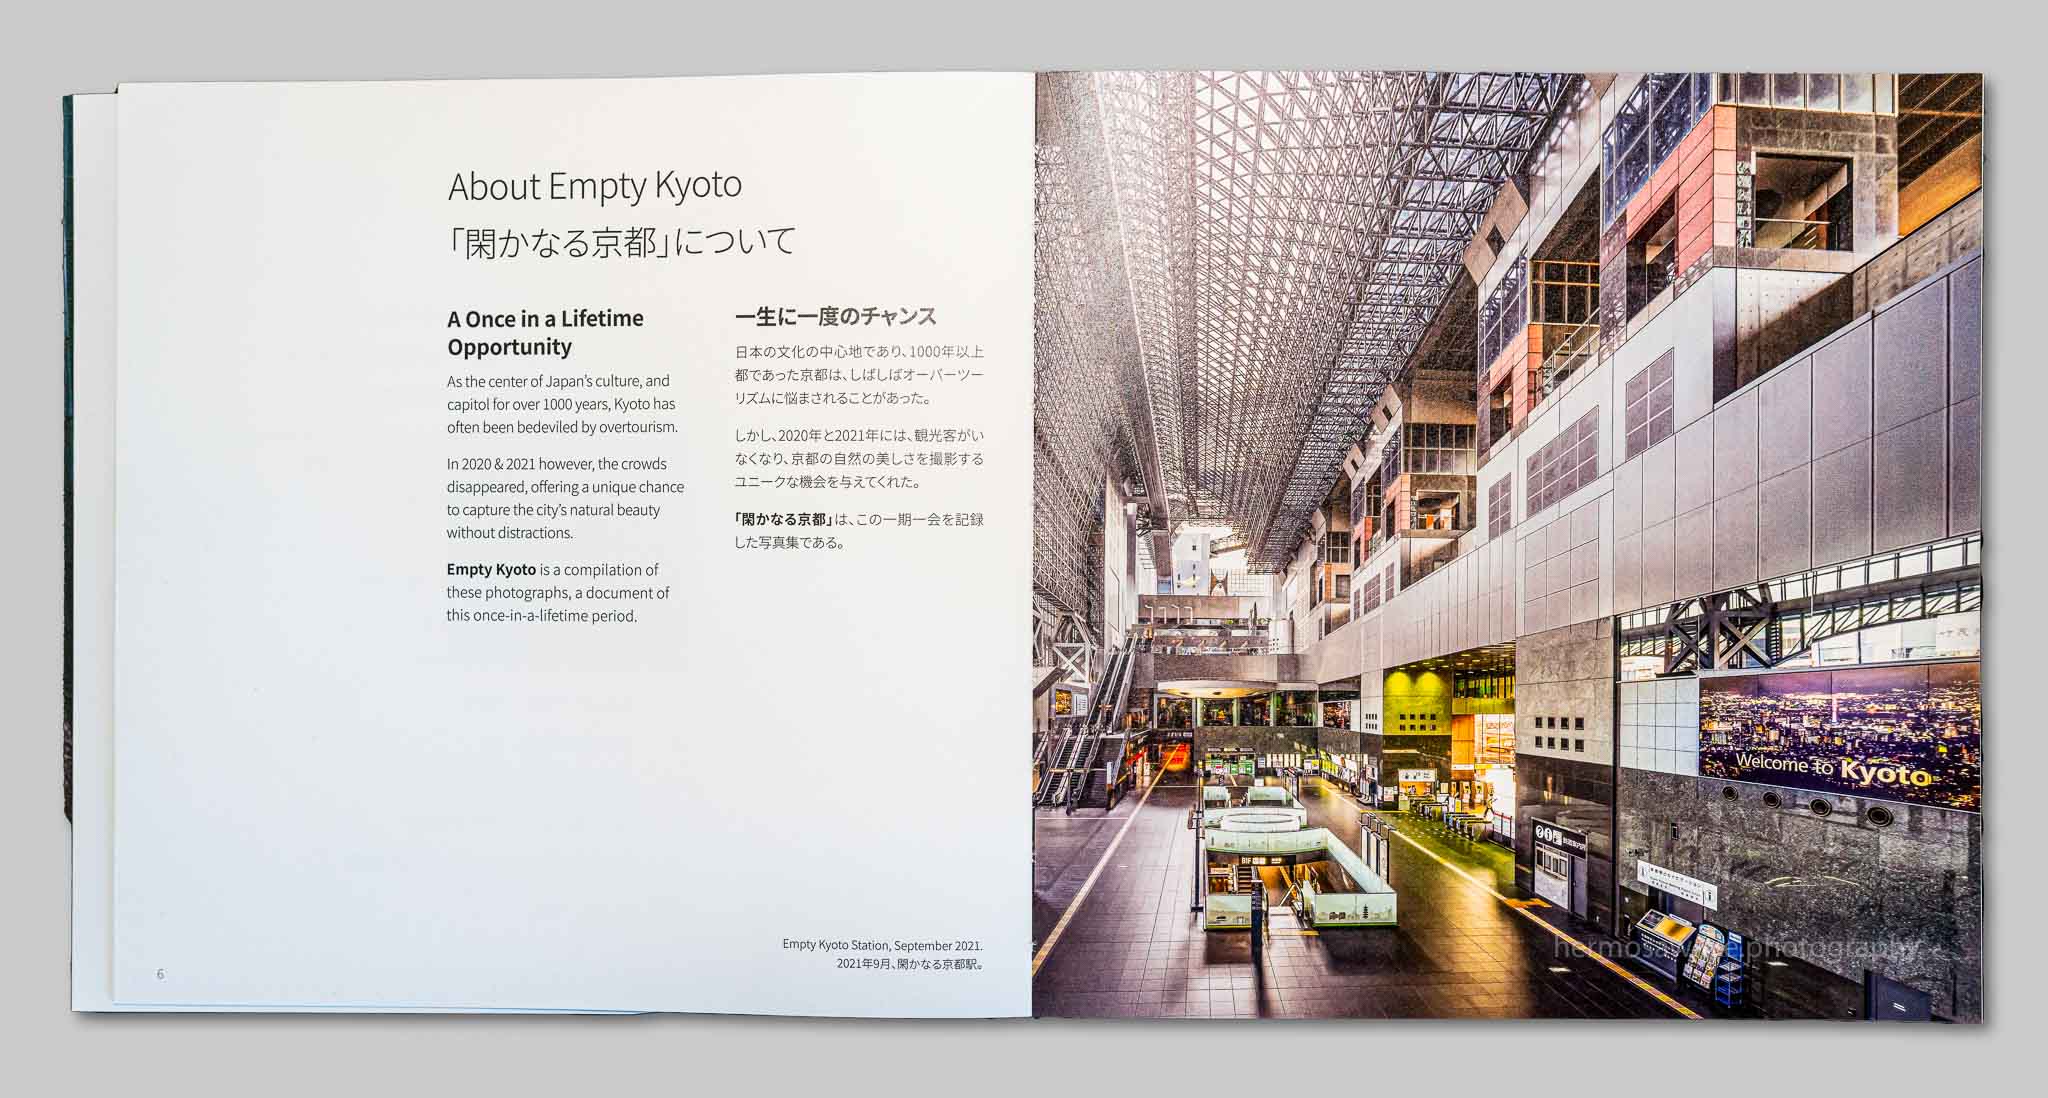 About Empty Kyoto
「閑かなる京都」について
A Once in a Lifetime
Opportunity
As the center of Japan's culture, and
capitol for over 1000 years, Kyoto has
often been bedeviled by overtourism.
In 2020 & 2021 however, the crowds
disappeared, offering a unique chance
to capture the city's natural beauty
without distractions.
Empty Kyoto is a compilation of
these photographs, a document of
this once-in-a-lifetime period.
一生に一度のチャンス
日本の文化の中心地であり、1000年以上
都であった京都は、しばしばオーバーツー
リズムに悩まされることがあった。
しかし、2020年と2021年には、観光客がい
なくなり、京都の自然の美しさを撮影する
ユニークな機会を与えてくれた。
「閑かなる京都」は、この一期一会を記録
した写真集である。
Empty Kyoto Station, September 2021.
2021年9月、閑かなる京都駅。
6
Welcome to Kyoto
B1F
photography